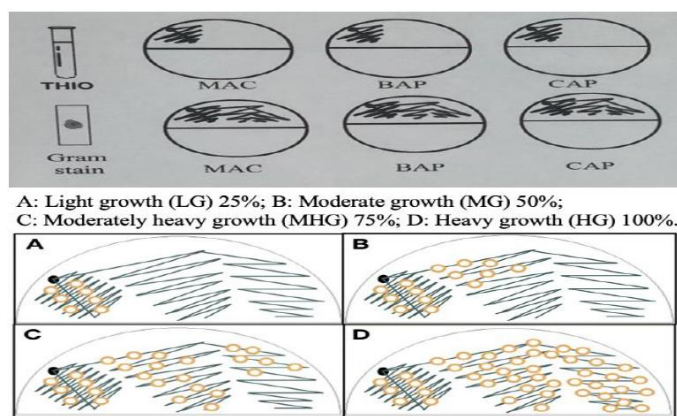 THIO
MAC
BAP
CAP
Gram
stain
MAC
BAP
CAP
A: Light growth (LG) 25%; B: Moderate growth (MG) 50%;
C: Moderately heavy growth (MHG) 75%; D: Heavy growth (HG) 100%.
A
B
C
D